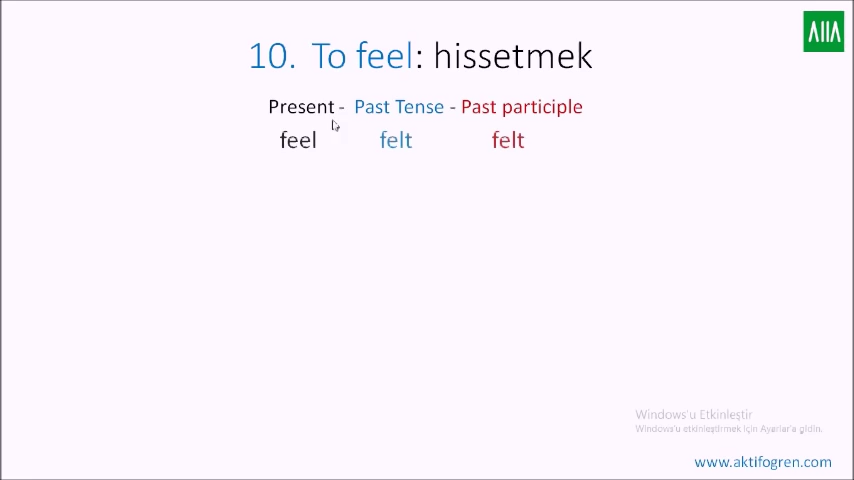 AIIA
10. To feel: hissetmek
Present - Past Tense - Past participle
feel felt felt
Windows'u Etkinleştir
Windows'u etkinleştirmek için Ayarlar'a gidin.
www.aktifogren.com